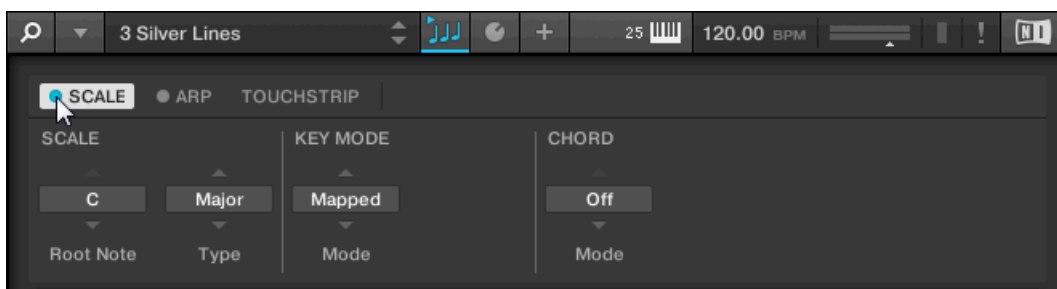 3 Silver Lines 25 120.00 BPM NI
SCALE ARP TOUCHSTRIP
SCALE KEY MODE CHORD
C Major Mapped Off
Root Note Type Mode Mode